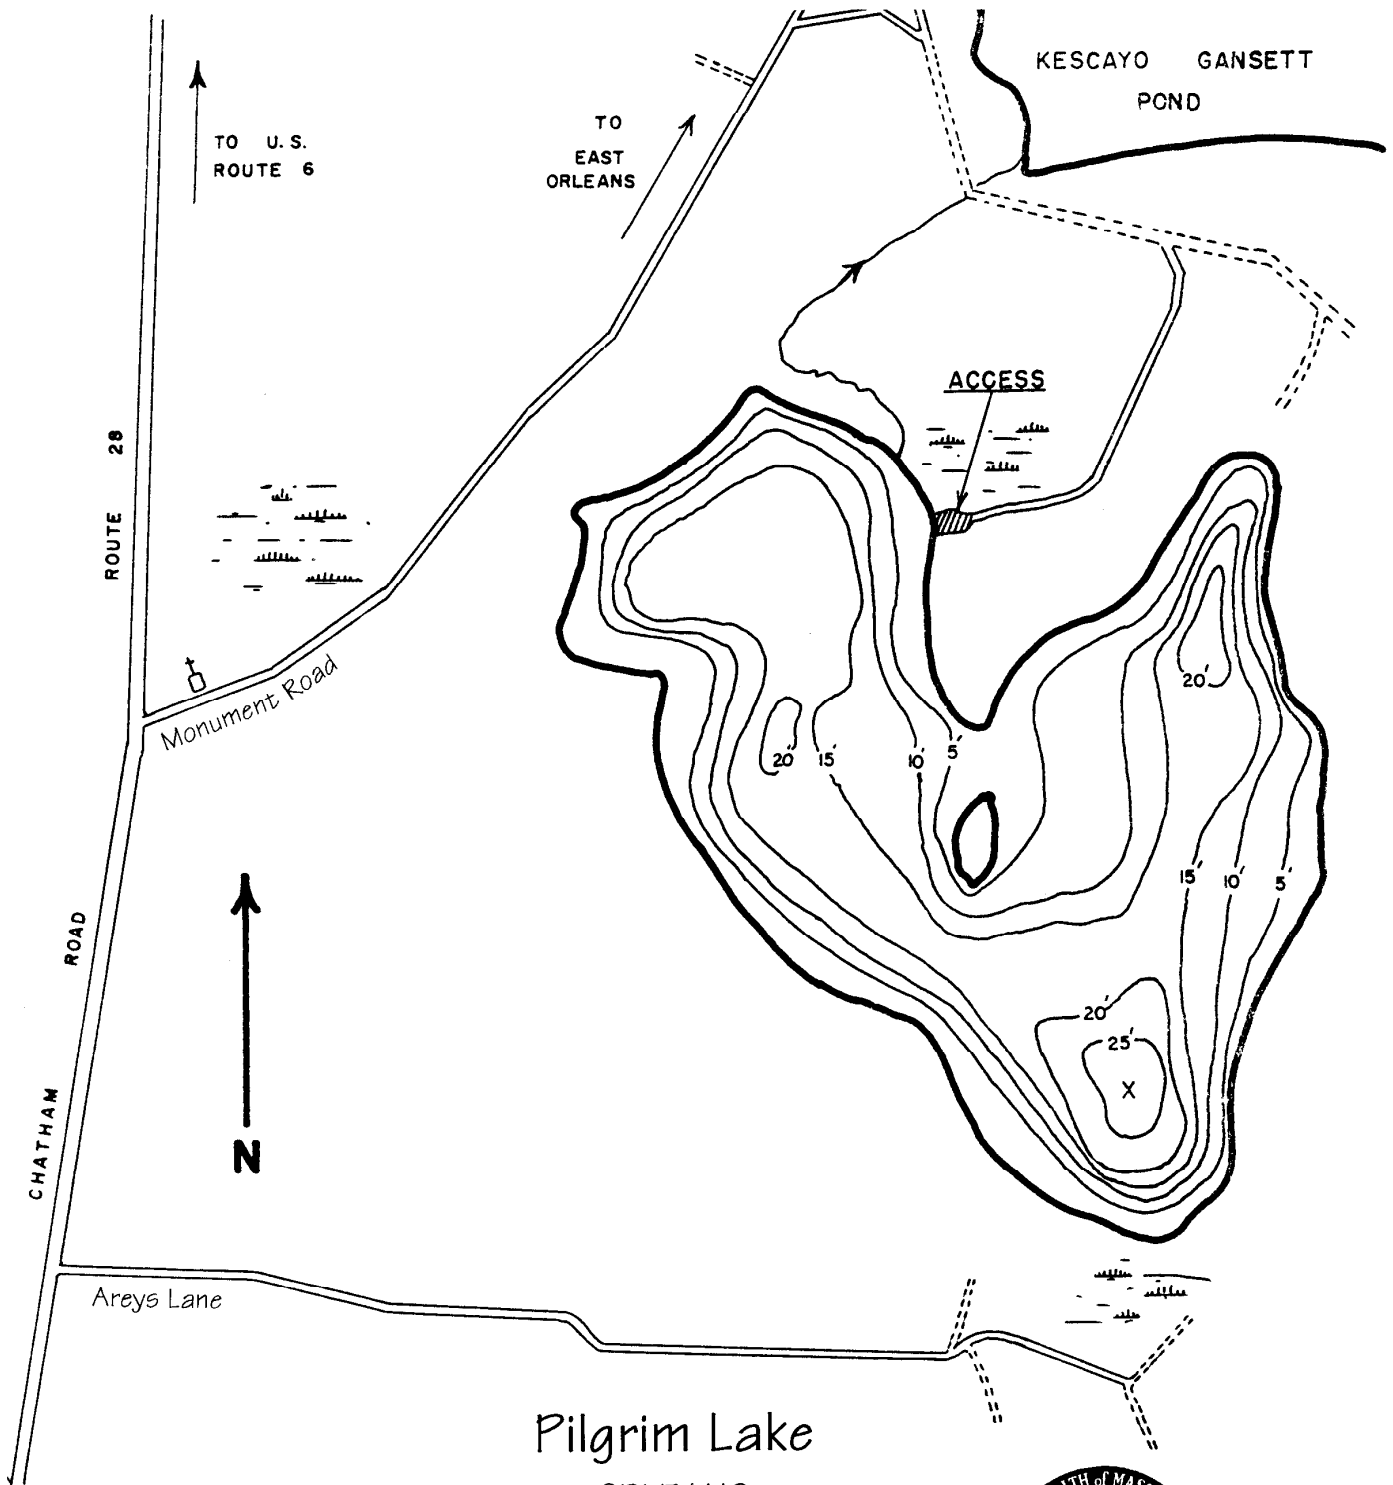 KESCAYO GANSETT
POND
TO U.S.
ROUTE 6
TO
EAST
ORLEANS
ACCESS
ROUTE 28
Monument Road
20'
20'
15'
10'
5'
15'
10'
5'
20'
25'
X
ROAD
CHATHAM
N
Areys Lane
Pilgrim Lake